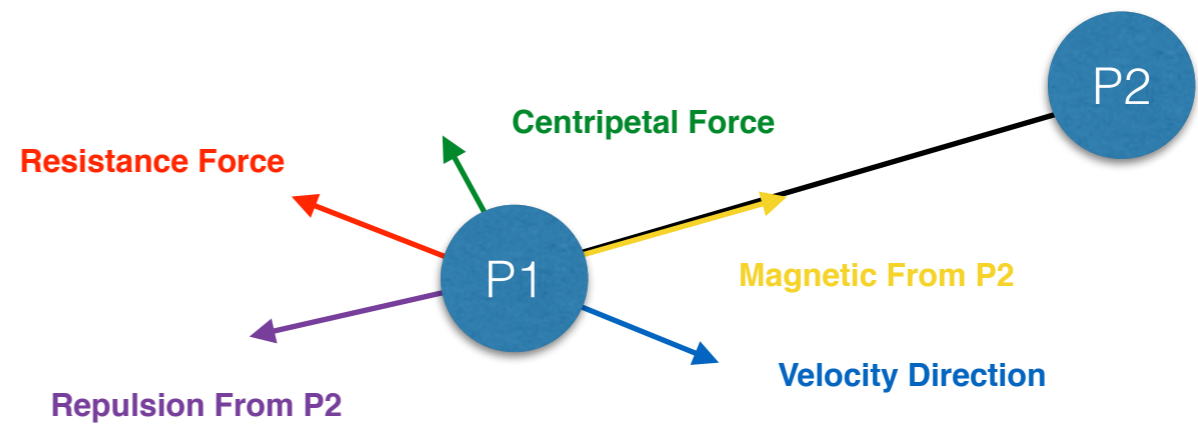 P2
Centripetal Force
Resistance Force
P1
Magnetic From P2
Velocity Direction
Repulsion From P2